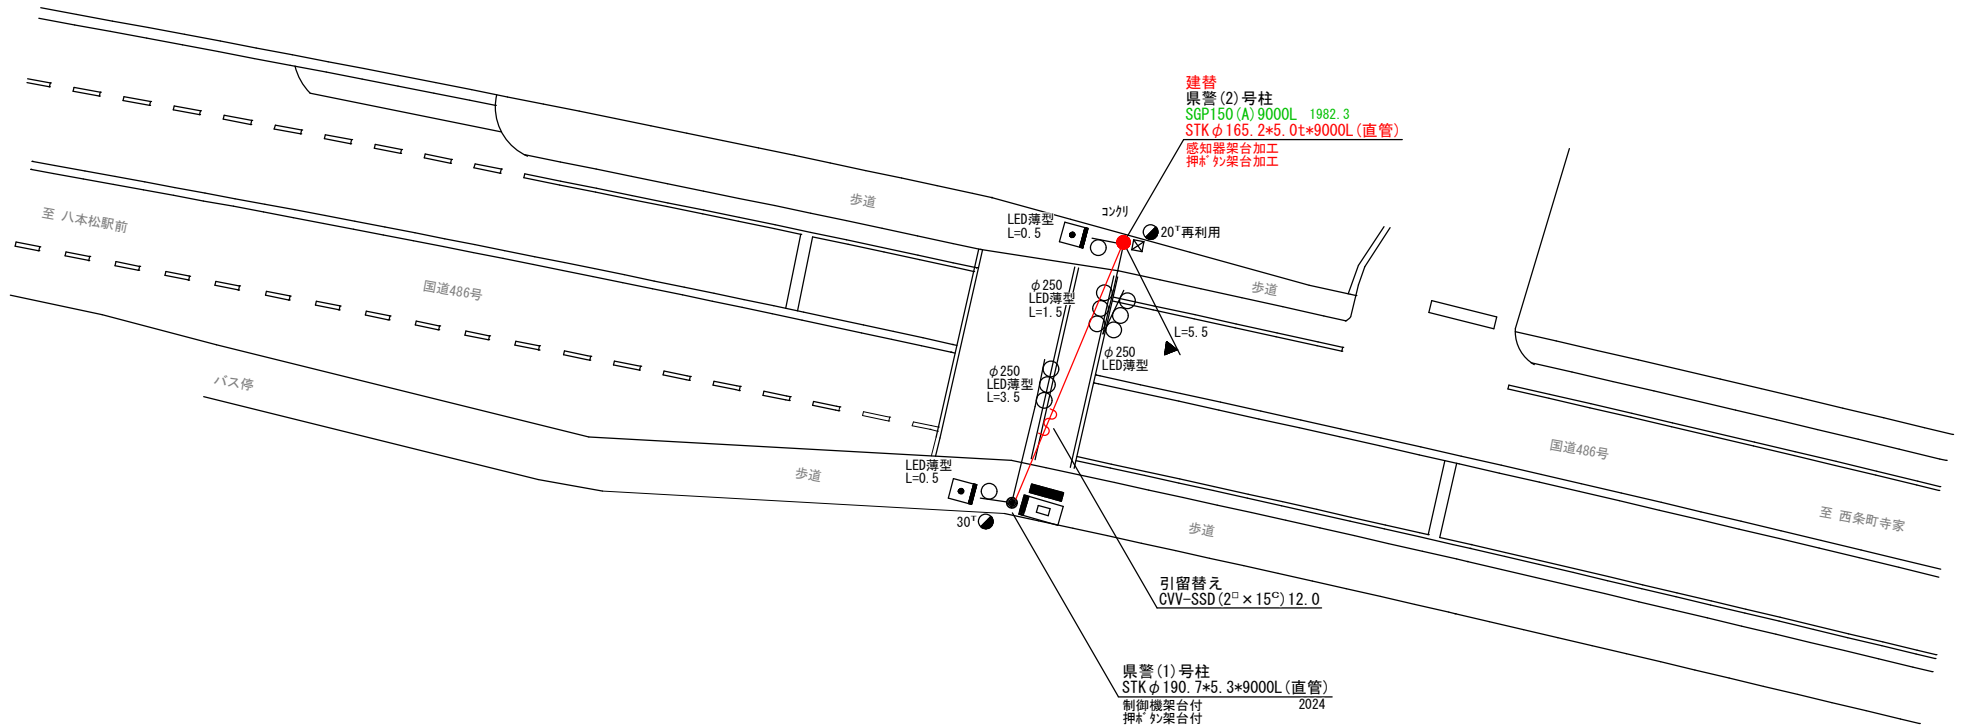 建替
県警(2)号柱
SGP150(A)9000L 1982.3
STKφ165.2*5.0t*9000L(直管)
感知器架台加工
押ボタン架台加工
歩道
コンクリ
LED薄型
L=0.5
20T再利用
至 八本松駅前
国道486号
φ250
LED薄型
L=1.5
歩道
L=5.5
φ250
LED薄型
φ250
LED薄型
L=3.5
バス停
国道486号
歩道
LED薄型
L=0.5
30T
歩道
至 西条町寺家
引留替え
CVV-SSD(2□×15C)12.0
県警(1)号柱
STKφ190.7*5.3*9000L(直管)
制御機架台付 2024
押ボタン架台付